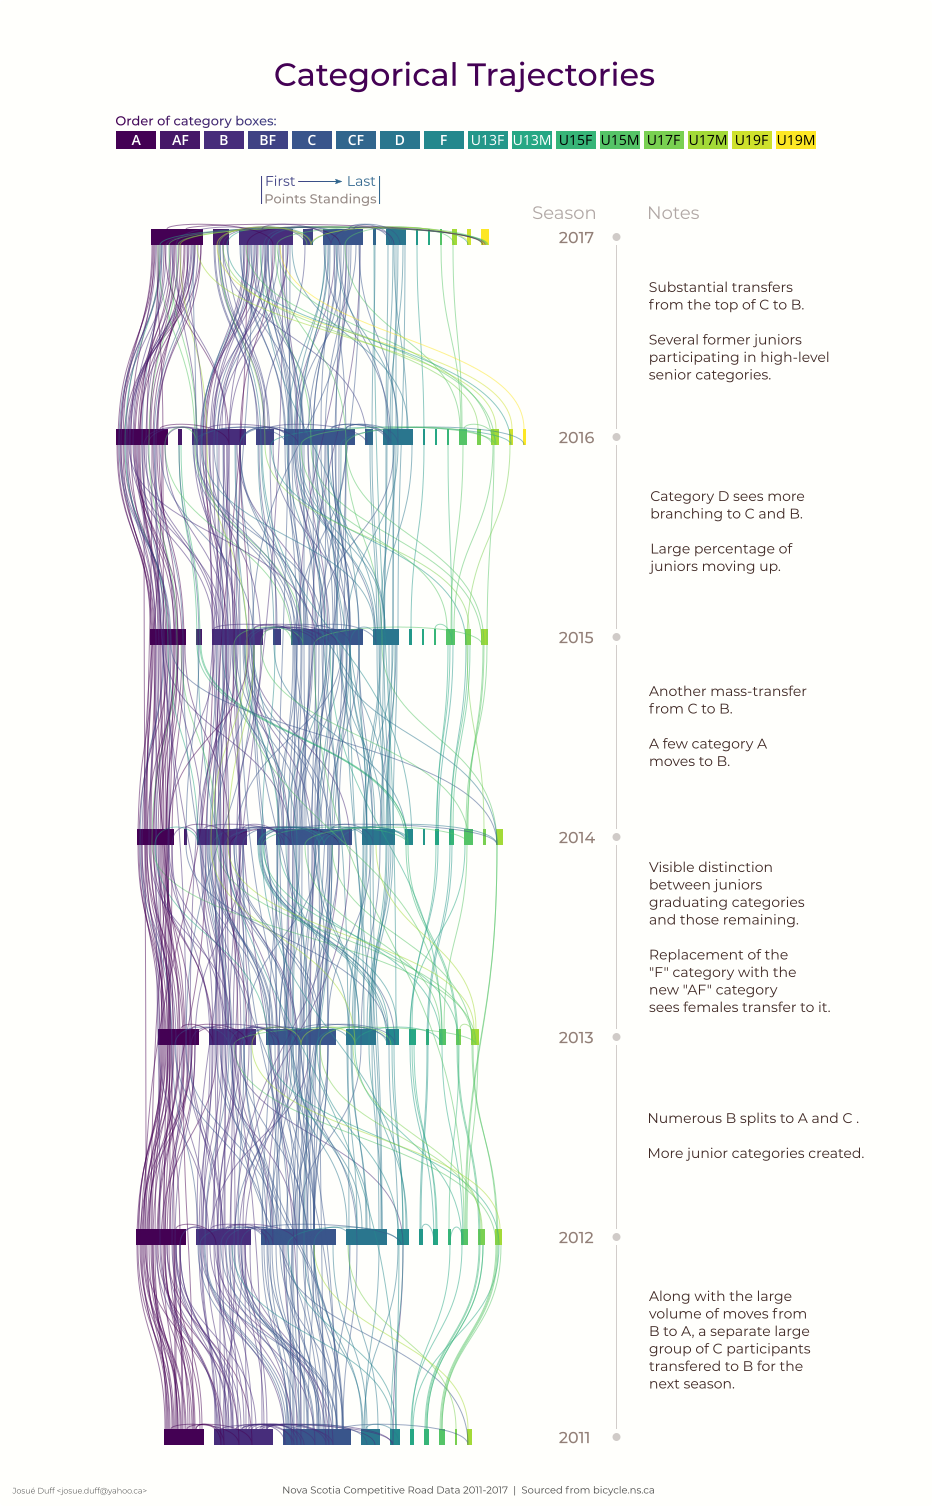 Categorical Trajectories
Order of category boxes:
A AF B BF C CF D F U13F U13M U15F U15M U17F U17M U19F U19M
First Last
Points Standings
Season Notes
2017
Substantial transfers
from the top of C to B.
Several former juniors
participating in high-level
senior categories.
2016
Category D sees more
branching to C and B.
Large percentage of
juniors moving up.
2015
Another mass-transfer
from C to B.
A few category A
moves to B.
2014
Visible distinction
between juniors
graduating categories
and those remaining.
Replacement of the
"F" category with the
new "AF" category
sees females transfer to it.
2013
Numerous B splits to A and C .
More junior categories created.
2012
Along with the large
volume of moves from
B to A, a separate large
group of C participants
transfered to B for the
next season.
2011
Josué Duff <josue.duff@yahoo.ca>
Nova Scotia Competitive Road Data 2011-2017 | Sourced from bicycle.ns.ca